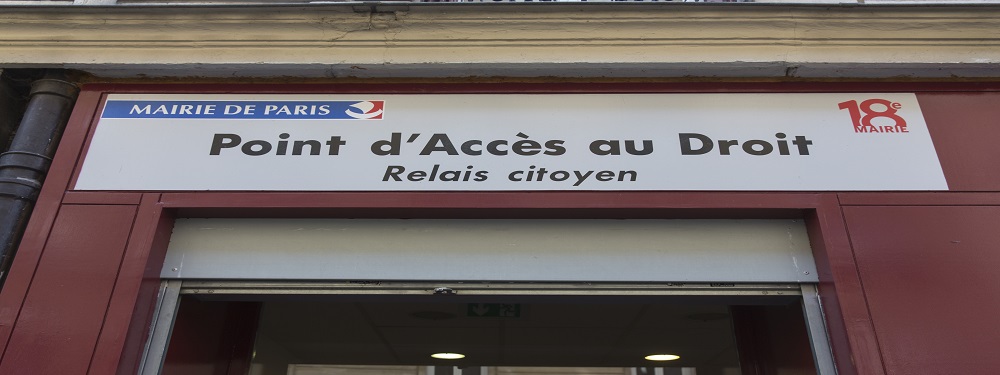 MAIRIE DE PARIS
18e
MAIRIE
Point d'Accès au Droit
Relais citoyen